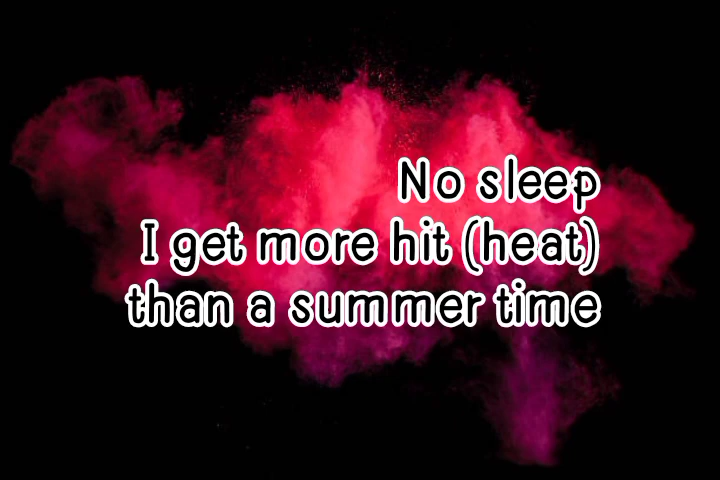 No sleep
I get more hit (heat)
than a summer time